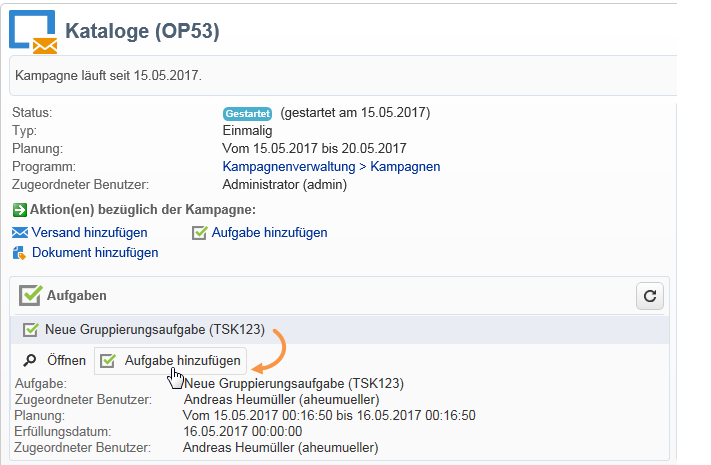 Kataloge (OP53)
Kampagne läuft seit 15.05.2017.
Status: Gestartet (gestartet am 15.05.2017)
Typ: Einmalig
Planung: Vom 15.05.2017 bis 20.05.2017
Programm: Kampagnenverwaltung > Kampagnen
Zugeordneter Benutzer: Administrator (admin)
Aktion(en) bezüglich der Kampagne:
Versand hinzufügen Aufgabe hinzufügen
Dokument hinzufügen
Aufgaben
Neue Gruppierungsaufgabe (TSK123)
Öffnen Aufgabe hinzufügen
Aufgabe: Neue Gruppierungsaufgabe (TSK123)
Zugeordneter Benutzer: Andreas Heumüller (aheumueller)
Planung: Vom 15.05.2017 00:16:50 bis 16.05.2017 00:16:50
Erfüllungsdatum: 16.05.2017 00:00:00
Zugeordneter Benutzer: Andreas Heumüller (aheumueller)